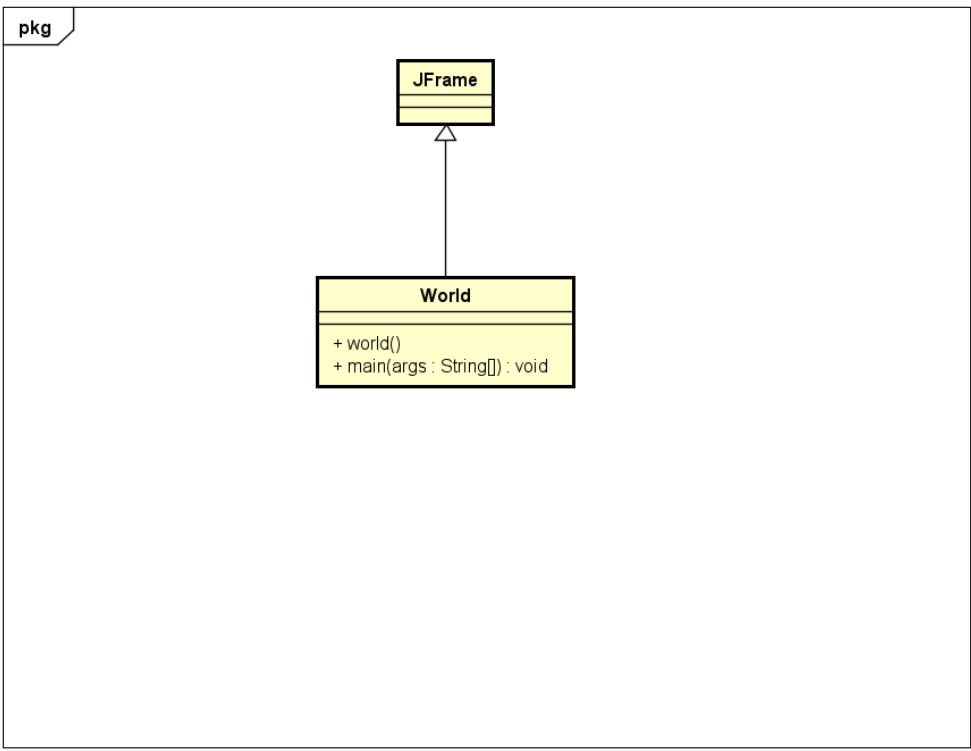 pkg
JFrame
World
+ world()
+ main(args : String[]) : void